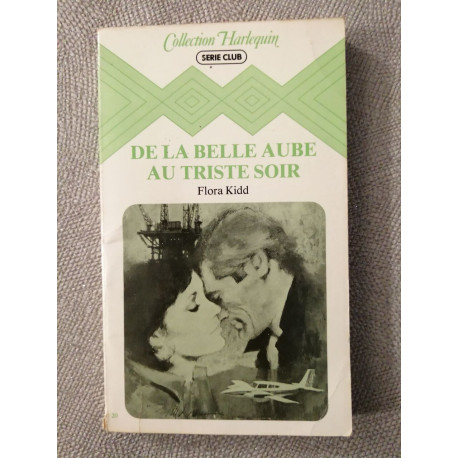 Collection Harlequin
SERIE CLUB
DE LA BELLE AUBE
AU TRISTE SOIR
Flora Kidd